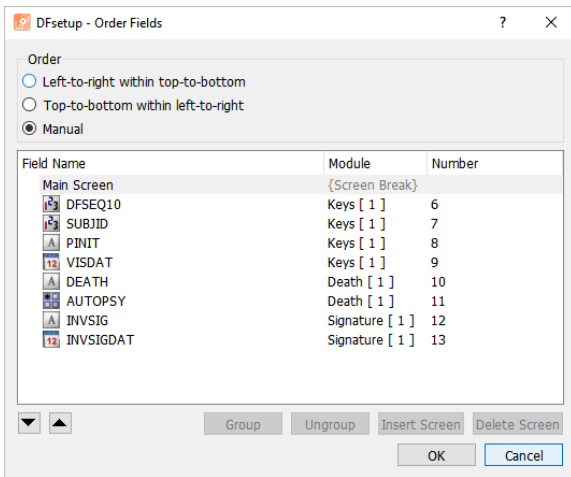 DFsetup - Order Fields ?
Order
Left-to-right within top-to-bottom
Top-to-bottom within left-to-right
Manual
Field Name Module Number
Main Screen {Screen Break}
DFSEQ10 Keys [ 1 ] 6
SUBJID Keys [ 1 ] 7
PINIT Keys [ 1 ] 8
VISDAT Keys [ 1 ] 9
DEATH Death [ 1 ] 10
AUTOPSY Death [ 1 ] 11
INVSIG Signature [ 1 ] 12
INVSIGDAT Signature [ 1 ] 13
Group Ungroup Insert Screen Delete Screen
OK Cancel